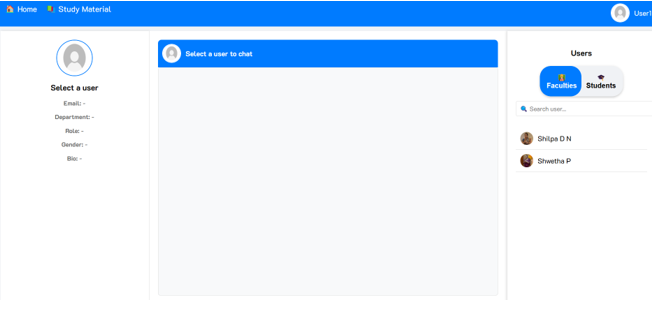 Home Study Material User1
Select a user
Email: -
Department: -
Role: -
Gender: -
Bio: -
Select a user to chat
Users
Faculties Students
Search user...
Shilpa D N
Shwetha P